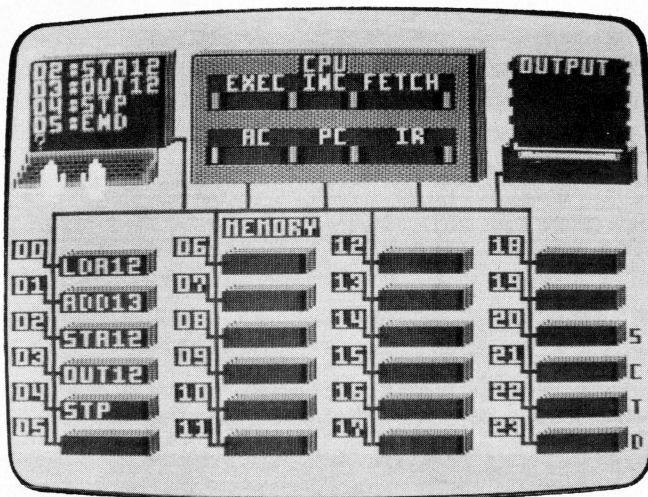 02=STA12
03=OUT12
04=STP
05=END
?
CPU
EXEC INC FETCH
AC PC IR
OUTPUT
MEMORY
00 LDA12
01 ADD13
02 STA12
03 OUT12
04 STP
05
06
07
08
09
10
11
12
13
14
15
16
17
18
19
20 S
21 C
22 T
23 D